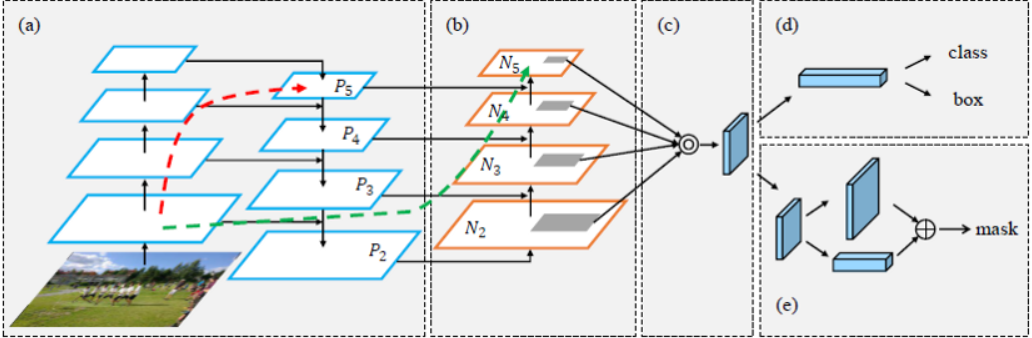 (a)
P5
P4
P3
P2
(b)
N5
N4
N3
N2
(c)
(d)
class
box
(e)
mask